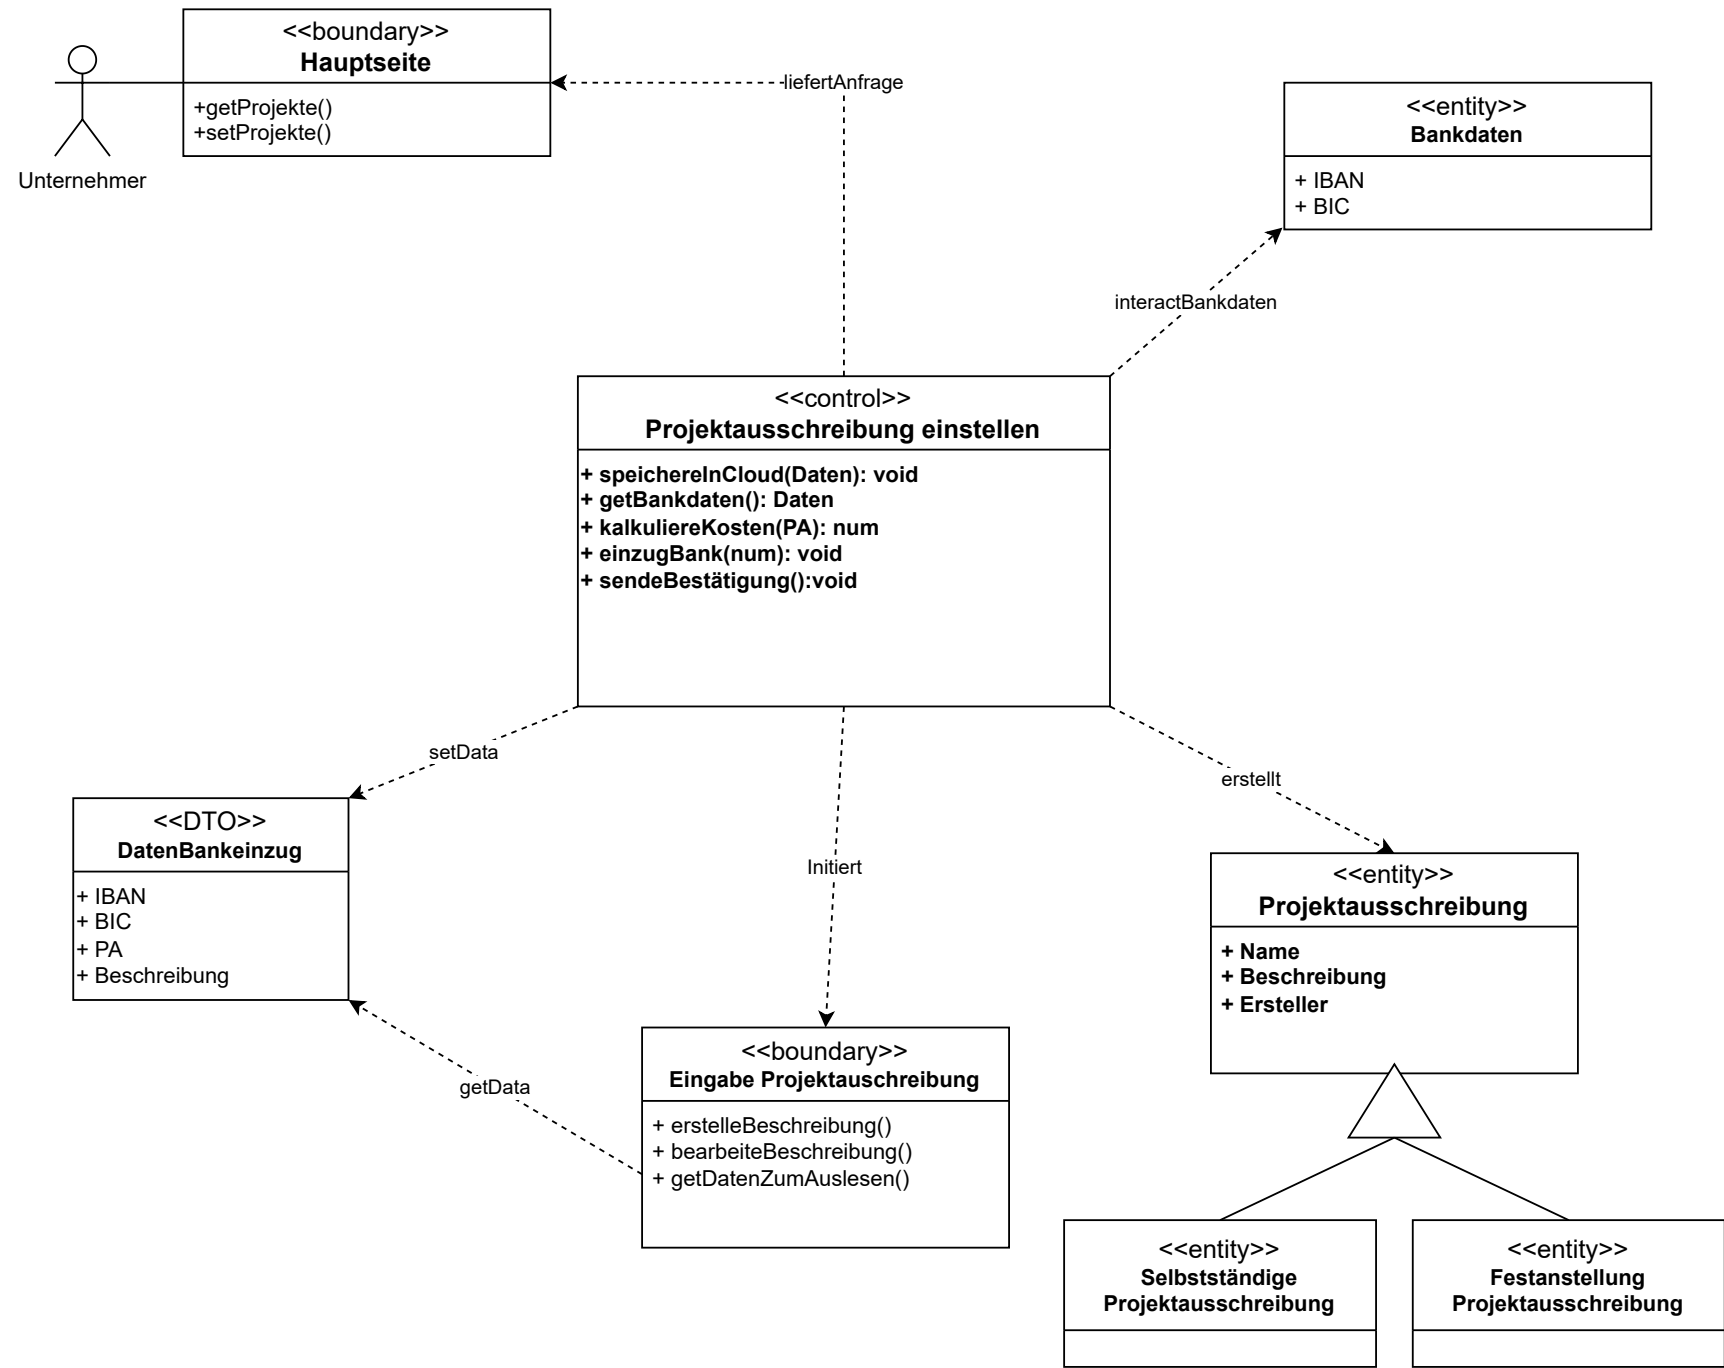 <<boundary>>
Hauptseite
+getProjekte()
+setProjekte()
Unternehmer
liefertAnfrage
<<entity>>
Bankdaten
+ IBAN
+ BIC
interactBankdaten
<<control>>
Projektausschreibung einstellen
+ speichereInCloud(Daten): void
+ getBankdaten(): Daten
+ kalkuliereKosten(PA): num
+ einzugBank(num): void
+ sendeBestätigung():void
setData
erstellt
<<DTO>>
DatenBankeinzug
+ IBAN
+ BIC
+ PA
+ Beschreibung
Initiert
<<entity>>
Projektausschreibung
+ Name
+ Beschreibung
+ Ersteller
getData
<<boundary>>
Eingabe Projektauschreibung
+ erstelleBeschreibung()
+ bearbeiteBeschreibung()
+ getDatenZumAuslesen()
<<entity>>
Selbstständige
Projektausschreibung
<<entity>>
Festanstellung
Projektausschreibung